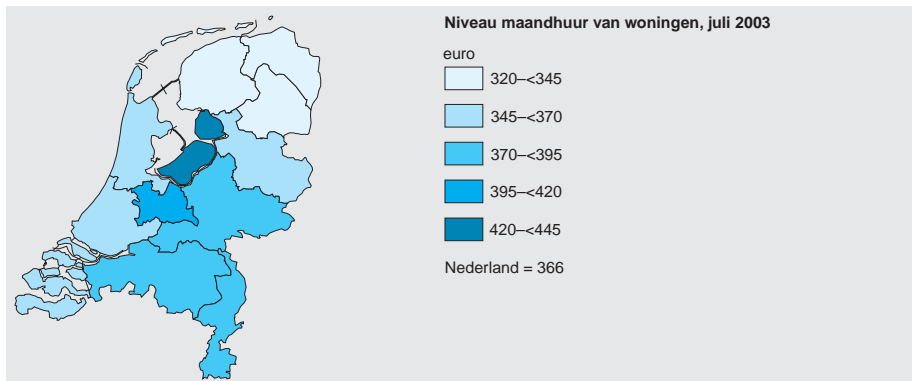 Niveau maandhuur van woningen, juli 2003
euro
320–<345
345–<370
370–<395
395–<420
420–<445
Nederland = 366